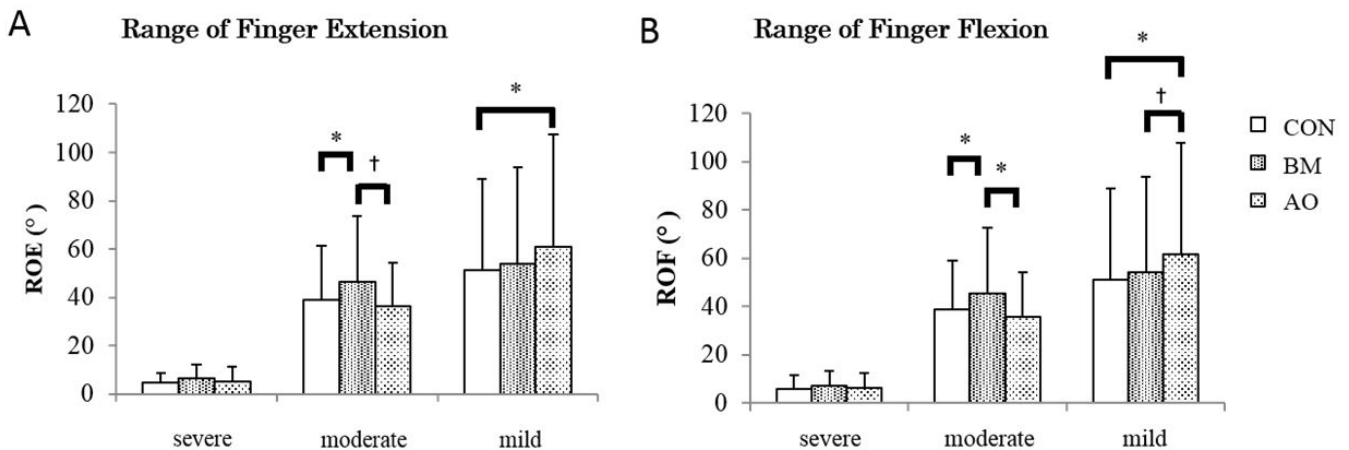 A
Range of Finger Extension
ROE (° )
120
100
80
60
40
20
0
*
†
*
severe
moderate
mild
B
Range of Finger Flexion
ROF (° )
120
100
80
60
40
20
0
*
*
*
†
severe
moderate
mild
CON
BM
AO